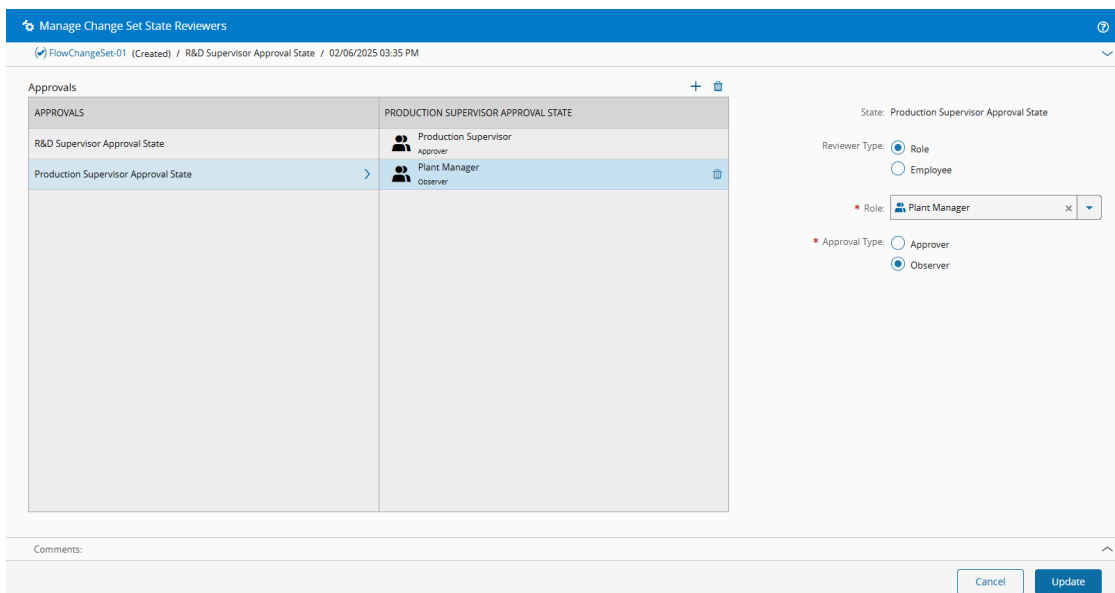 Manage Change Set State Reviewers
FlowChangeSet-01 (Created) / R&D Supervisor Approval State / 02/06/2025 03:35 PM
Approvals
APPROVALS
PRODUCTION SUPERVISOR APPROVAL STATE
R&D Supervisor Approval State
Production Supervisor
Approver
Production Supervisor Approval State
Plant Manager
Observer
State: Production Supervisor Approval State
Reviewer Type: Role
Employee
* Role: Plant Manager
* Approval Type: Approver
Observer
Comments:
Cancel
Update